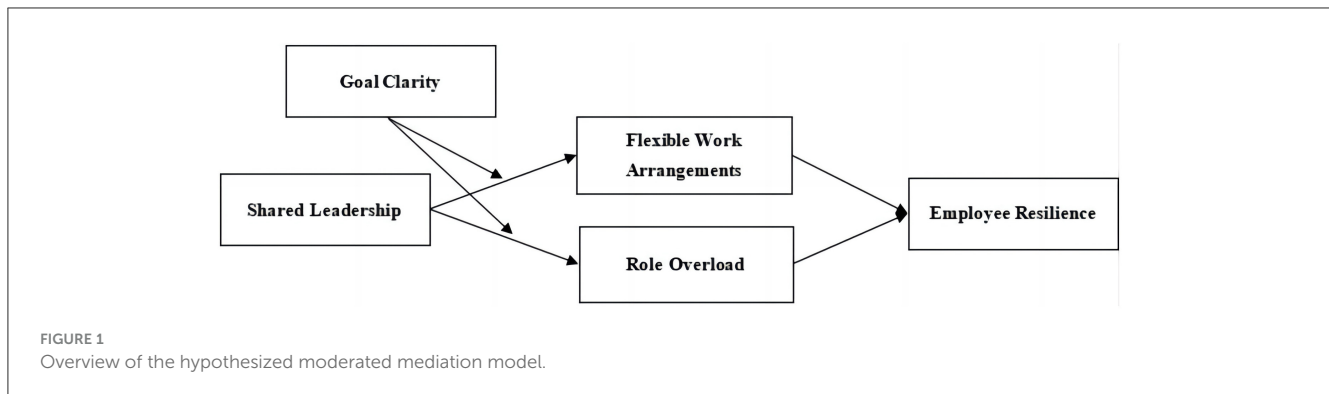 Goal Clarity
Flexible Work
Arrangements
Shared Leadership
Employee Resilience
Role Overload
FIGURE 1
Overview of the hypothesized moderated mediation model.